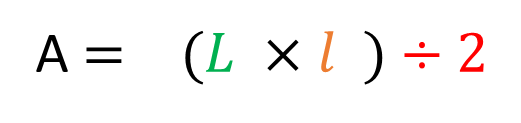 A = (L × l ) ÷ 2